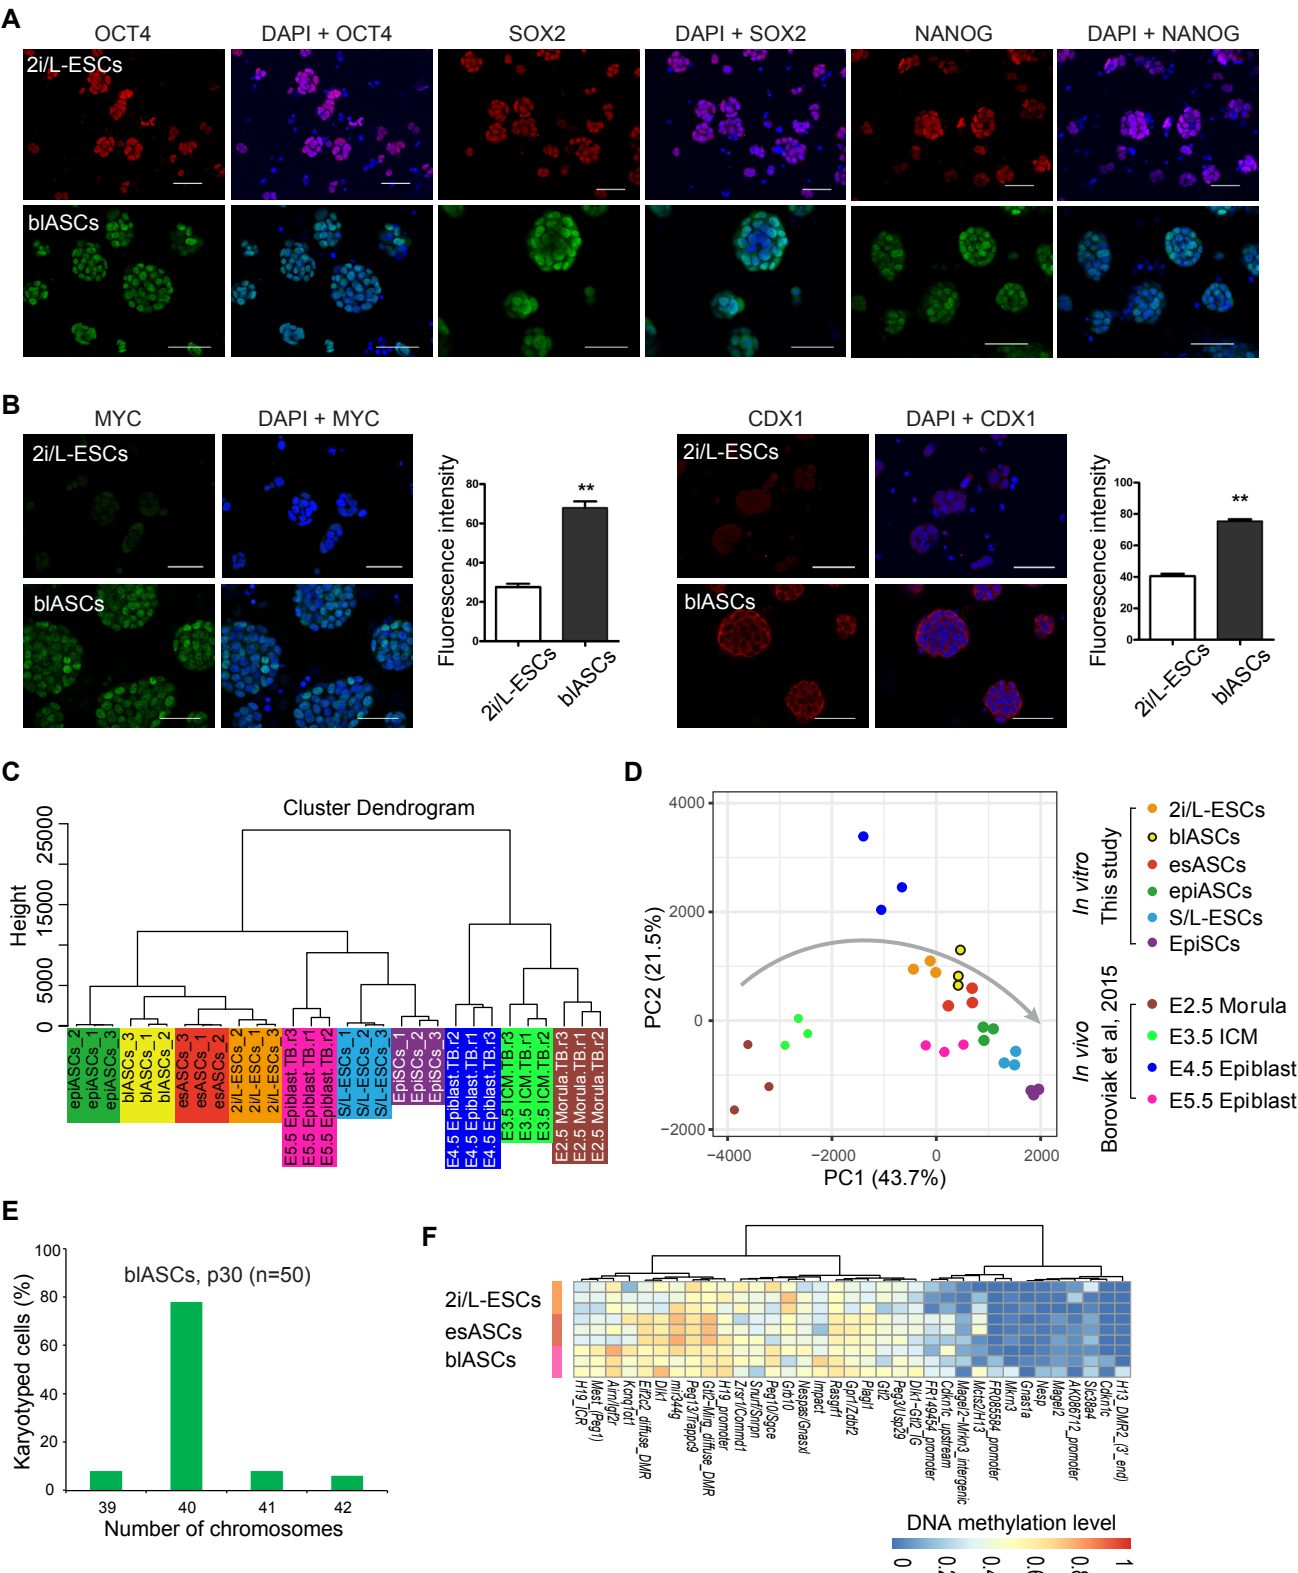 A
OCT4
DAPI + OCT4
SOX2
DAPI + SOX2
NANOG
DAPI + NANOG
2i/L-ESCs
blASCs
B
MYC
DAPI + MYC
2i/L-ESCs
blASCs
Fluorescence intensity
80
60
40
20
0
**
2i/L-ESCs
blASCs
CDX1
DAPI + CDX1
2i/L-ESCs
blASCs
Fluorescence intensity
100
80
60
40
20
0
**
2i/L-ESCs
blASCs
C
Cluster Dendrogram
Height
25000
15000
5000
0
epiASCs_2
epiASCs_1
epiASCs_3
blASCs_3
blASCs_1
blASCs_2
esASCs_3
esASCs_1
esASCs_2
2i/L-ESCs_2
2i/L-ESCs_1
2i/L-ESCs_3
E5.5 Epiblast.TB.r3
E5.5 Epiblast.TB.r1
E5.5 Epiblast.TB.r2
S/L-ESCs_1
S/L-ESCs_2
S/L-ESCs_3
EpiSCs_1
EpiSCs_2
EpiSCs_3
E4.5 Epiblast.TB.r2
E4.5 Epiblast.TB.r1
E4.5 Epiblast.TB.r3
E3.5 ICM.TB.r3
E3.5 ICM.TB.r1
E3.5 ICM.TB.r2
E2.5 Morula.TB.r3
E2.5 Morula.TB.r1
E2.5 Morula.TB.r2
D
PC2 (21.5%)
4000
2000
0
−2000
−4000
−2000
0
2000
PC1 (43.7%)
In vitro
This study
2i/L-ESCs
blASCs
esASCs
epiASCs
S/L-ESCs
EpiSCs
In vivo
Boroviak et al, 2015
E2.5 Morula
E3.5 ICM
E4.5 Epiblast
E5.5 Epiblast
E
Karyotyped cells (%)
100
80
60
40
20
0
blASCs, p30 (n=50)
39
40
41
42
Number of chromosomes
F
2i/L-ESCs
esASCs
blASCs
H19_ICR
Mest_(Peg1)
Airn/Igf2r
Kcnq1ot1
Eif2c2_diffuse_DMR
Dlk1
mir344g
Peg13/Trappc9
Gtl2−Mirg_diffuse_DMR
H19_promoter
Zrsr1/Commd1
Snurf/Snrpn
Peg10/Sgce
Grb10
Nespas/Gnasxl
Impact
Rasgrf1
Gpr1/Zdbf2
Plagl1
Gtl2
Peg3/Usp29
Dlk1−Gtl2_IG
FR149454_promoter
Cdkn1c_upstream
Magel2−Mrkn3_intergenic
Mcts2/H13
FR085584_promoter
Mkrn3
Gnas1a
Nesp
Magel2
AK086712_promoter
Slc38a4
Cdkn1c
H13_DMR2_(3'_end)
DNA methylation level
0
0.2
0.4
0.6
0.8
1